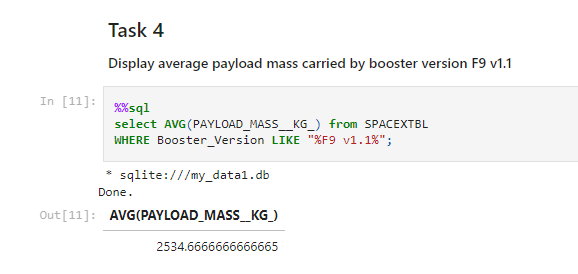 Task 4
Display average payload mass carried by booster version F9 v1.1
In [11]:
%%sql
select AVG(PAYLOAD_MASS__KG_) from SPACEXTBL
WHERE Booster_Version LIKE "%F9 v1.1%";
* sqlite:///my_data1.db
Done.
Out[11]: AVG(PAYLOAD_MASS__KG_)
2534.6666666666665